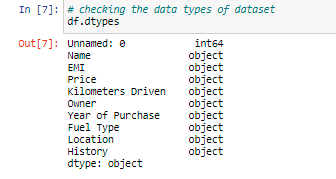 In [7]: # checking the data types of dataset
df.dtypes
Out[7]: Unnamed: 0 int64
Name object
EMI object
Price object
Kilometers Driven object
Owner object
Year of Purchase object
Fuel Type object
Location object
History object
dtype: object